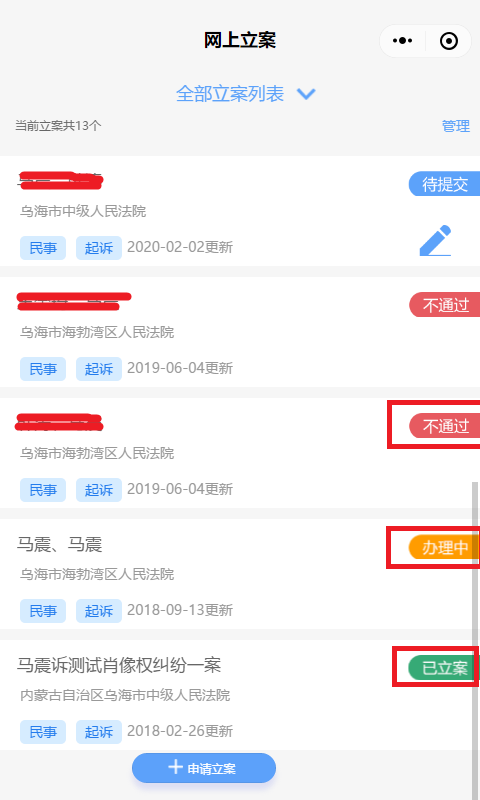 网上立案
全部立案列表
当前立案共13个 管理
待提交
乌海市中级人民法院
民事 起诉 2020-02-02更新
不通过
乌海市海勃湾区人民法院
民事 起诉 2019-06-04更新
不通过
乌海市海勃湾区人民法院
民事 起诉 2019-06-04更新
马震、马震 办理中
乌海市海勃湾区人民法院
民事 起诉 2018-09-13更新
马震诉测试肖像权纠纷一案 已立案
内蒙古自治区乌海市中级人民法院
民事 起诉 2018-02-26更新
申请立案